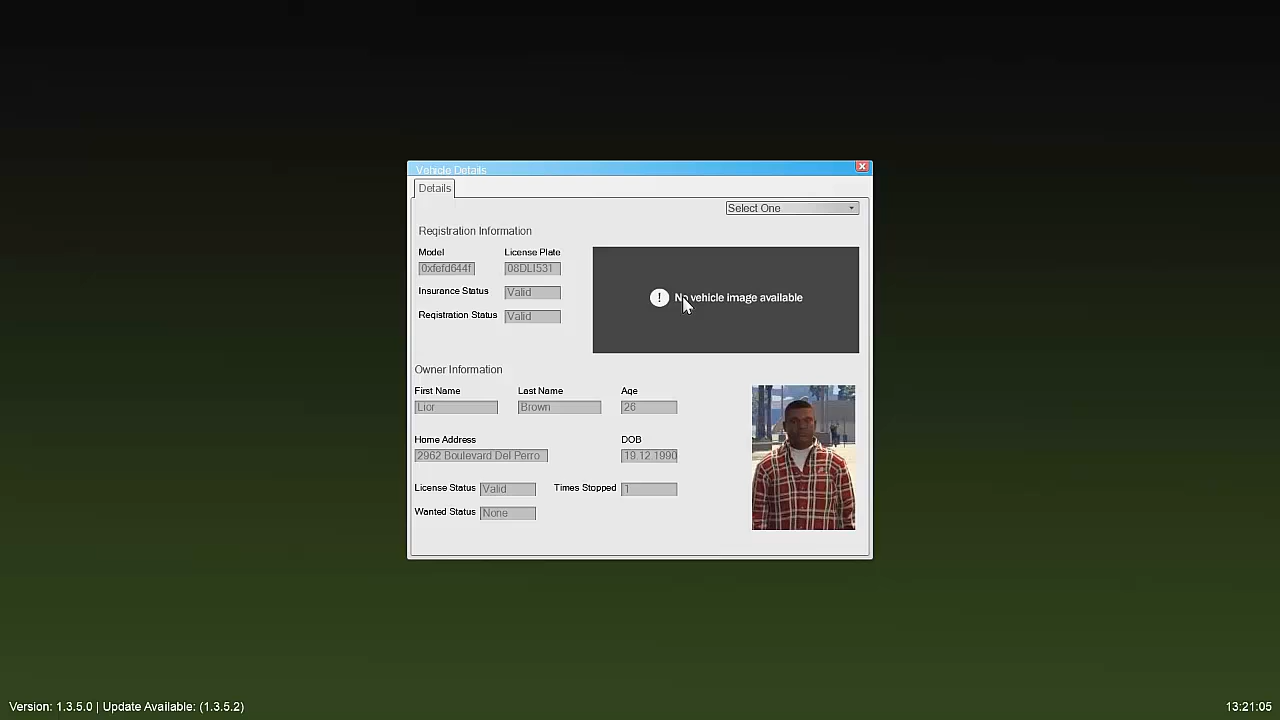 Vehicle Details
Details
Select One
Registration Information
Model License Plate
0xfefd644f 08DLI531
Insurance Status Valid
! No vehicle image available
Registration Status Valid
Owner Information
First Name Last Name Age
Lior Brown 26
Home Address DOB
2962 Boulevard Del Perro 19.12.1990
License Status Valid Times Stopped 1
Wanted Status None
Version: 1.3.5.0 | Update Available: (1.3.5.2) 13:21:05